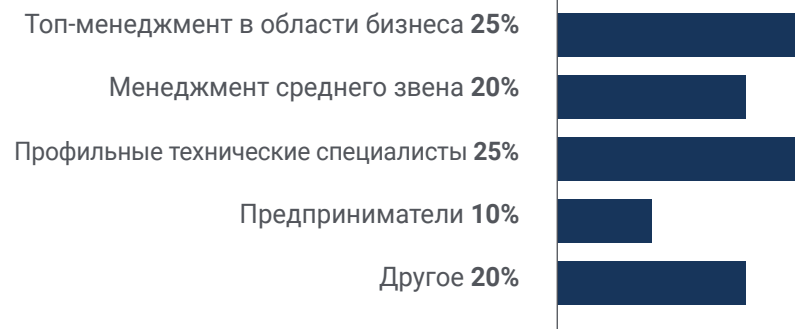 Топ-менеджмент в области бизнеса 25%
Менеджмент среднего звена 20%
Профильные технические специалисты 25%
Предприниматели 10%
Другое 20%